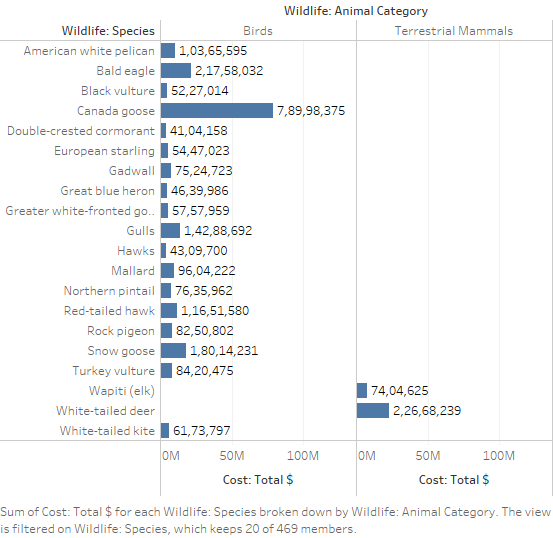 Wildlife: Animal Category
Wildlife: Species Birds Terrestrial Mammals
American white pelican 1,03,65,595
Bald eagle 2,17,58,032
Black vulture 52,27,014
Canada goose 7,89,98,375
Double-crested cormorant 41,04,158
European starling 54,47,023
Gadwall 75,24,723
Great blue heron 46,39,986
Greater white-fronted go.. 57,57,959
Gulls 1,42,88,692
Hawks 43,09,700
Mallard 96,04,222
Northern pintail 76,35,962
Red-tailed hawk 1,16,51,580
Rock pigeon 82,50,802
Snow goose 1,80,14,231
Turkey vulture 84,20,475
Wapiti (elk) 74,04,625
White-tailed deer 2,26,68,239
White-tailed kite 61,73,797
0M 50M 100M 0M 50M 100M
Cost: Total $ Cost: Total $
Sum of Cost: Total $ for each Wildlife: Species broken down by Wildlife: Animal Category. The view
is filtered on Wildlife: Species, which keeps 20 of 469 members.